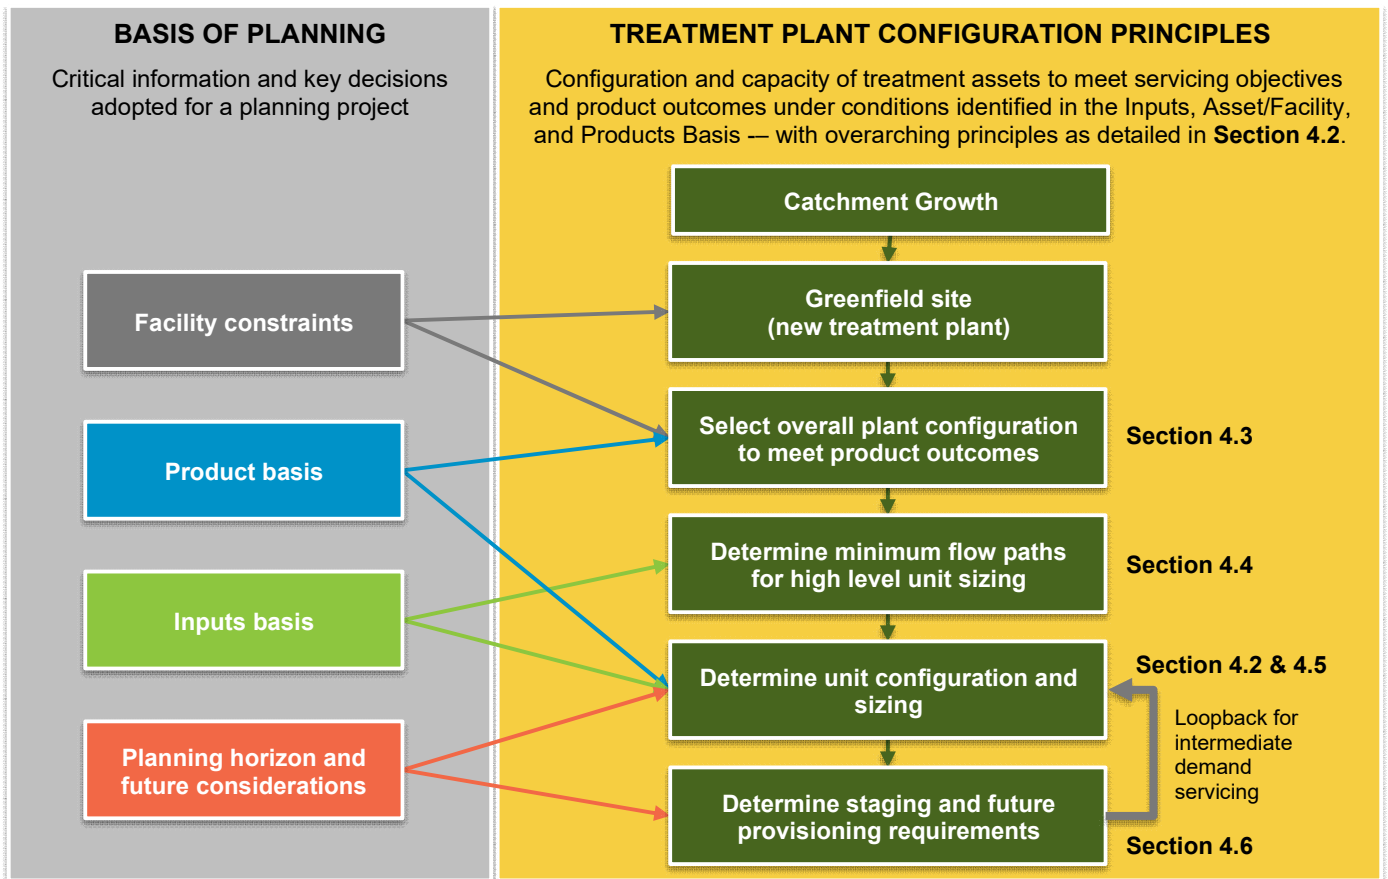 BASIS OF PLANNING
Critical information and key decisions
adopted for a planning project
Facility constraints
Product basis
Inputs basis
Planning horizon and
future considerations
TREATMENT PLANT CONFIGURATION PRINCIPLES
Configuration and capacity of treatment assets to meet servicing objectives
and product outcomes under conditions identified in the Inputs, Asset/Facility,
and Products Basis -– with overarching principles as detailed in Section 4.2.
Catchment Growth
Greenfield site
(new treatment plant)
Select overall plant configuration
to meet product outcomes
Section 4.3
Determine minimum flow paths
for high level unit sizing
Section 4.4
Determine unit configuration and
sizing
Section 4.2 & 4.5
Loopback for
intermediate
demand
servicing
Determine staging and future
provisioning requirements
Section 4.6